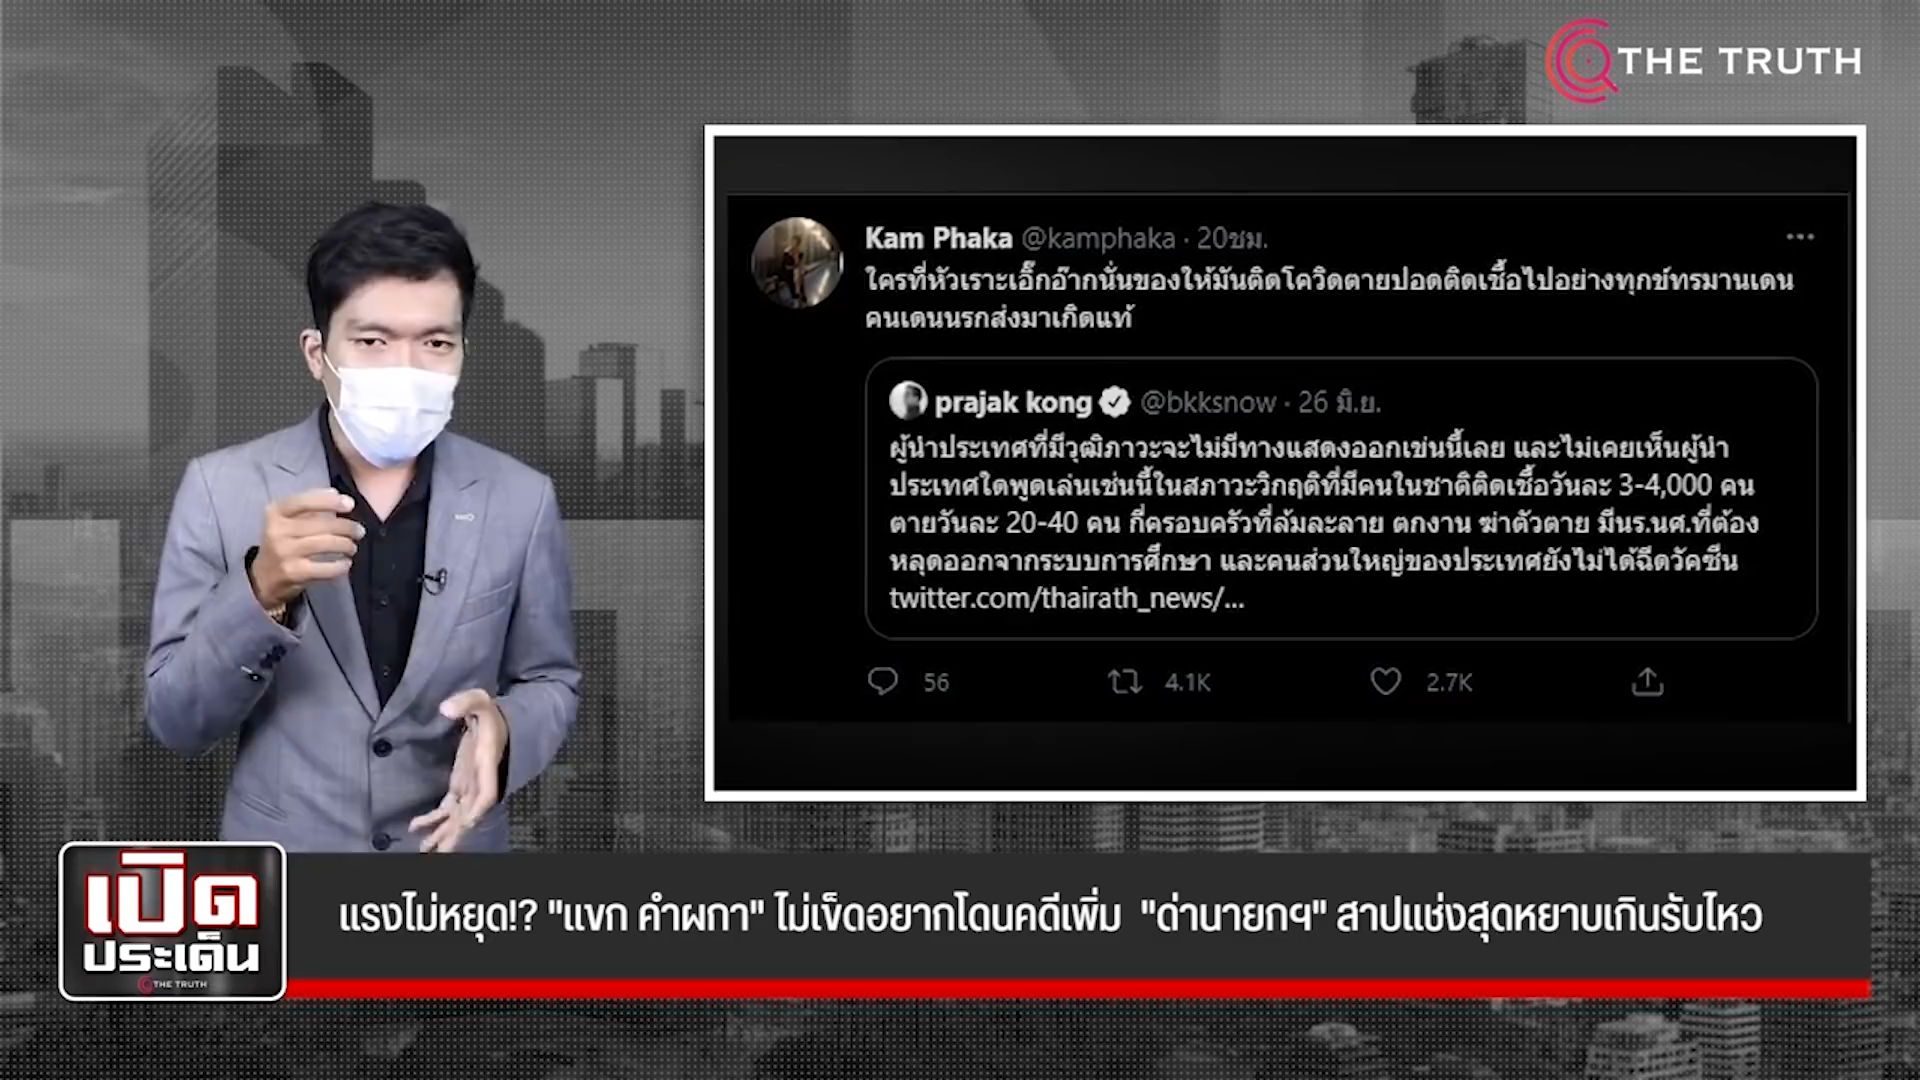 THE TRUTH
Kam Phaka @kamphaka · 20ชม.
ใครที่หัวเราะเอิ๊กอ๊ากนั่นของให้มันติดโควิดตายปอดติดเชื้อไปอย่างทุกข์ทรมานเดน
คนเดนนรกส่งมาเกิดแท้
prajak kong @bkksnow · 26 มิ.ย.
ผู้นำประเทศที่มีวุฒิภาวะจะไม่มีทางแสดงออกเช่นนี้เลย และไม่เคยเห็นผู้นำ
ประเทศใดพูดเล่นเช่นนี้ในสภาวะวิกฤติที่มีคนในชาติติดเชื้อวันละ 3-4,000 คน
ตายวันละ 20-40 คน กี่ครอบครัวที่ล้มละลาย ตกงาน ฆ่าตัวตาย มีนร.นศ.ที่ต้อง
หลุดออกจากระบบการศึกษา และคนส่วนใหญ่ของประเทศยังไม่ได้ฉีดวัคซีน
twitter.com/thairath_news/...
56 4.1K 2.7K
เปิด
ประเด็น
THE TRUTH
แรงไม่หยุด!? "แขก คำผกา" ไม่เข็ดอยากโดนคดีเพิ่ม "ด่านายกฯ" สาปแช่งสุดหยาบเกินรับไหว